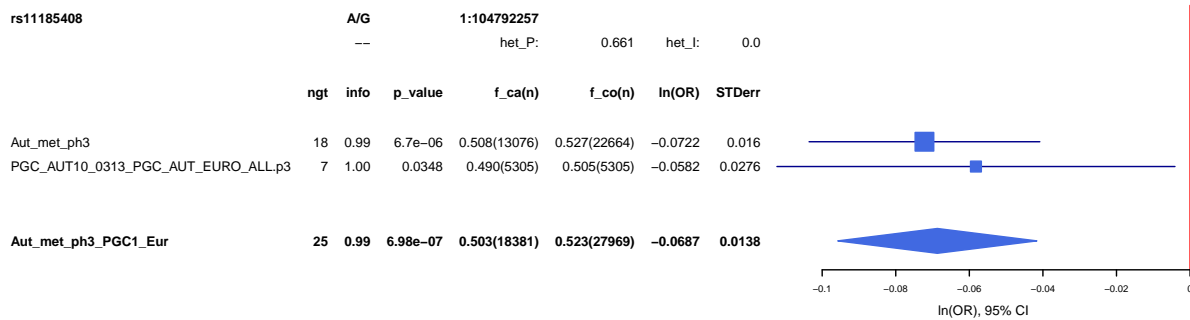 rs11185408 A/G 1:104792257
−− het_P: 0.661 het_I: 0.0
ngt info p_value f_ca(n) f_co(n) ln(OR) STDerr
Aut_met_ph3 18 0.99 6.7e−06 0.508(13076) 0.527(22664) −0.0722 0.016
PGC_AUT10_0313_PGC_AUT_EURO_ALL.p3 7 1.00 0.0348 0.490(5305) 0.505(5305) −0.0582 0.0276
Aut_met_ph3_PGC1_Eur 25 0.99 6.98e−07 0.503(18381) 0.523(27969) −0.0687 0.0138
−0.1 −0.08 −0.06 −0.04 −0.02 0
ln(OR), 95% CI